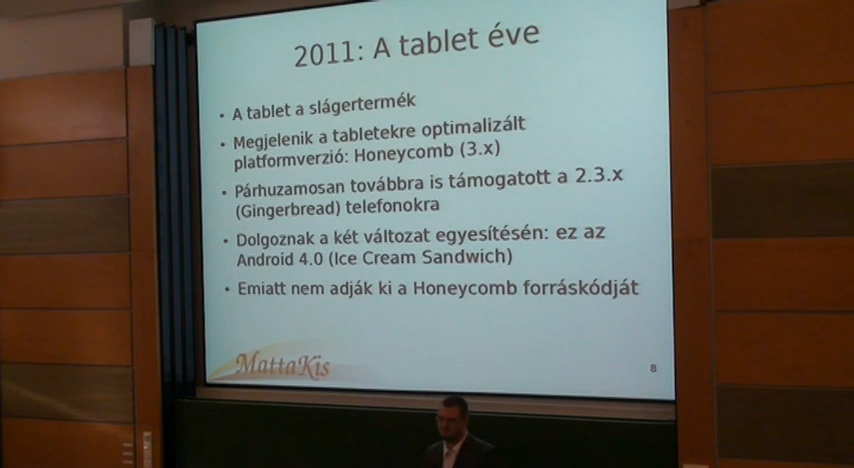 2011: A tablet éve
• A tablet a slágertermék
• Megjelenik a tabletekre optimalizált
platformverzió: Honeycomb (3.x)
• Párhuzamosan továbbra is támogatott a 2.3.x
(Gingerbread) telefonokra
• Dolgoznak a két változat egyesítésén: ez az
Android 4.0 (Ice Cream Sandwich)
• Emiatt nem adják ki a Honeycomb forráskódját
MattaKis
8